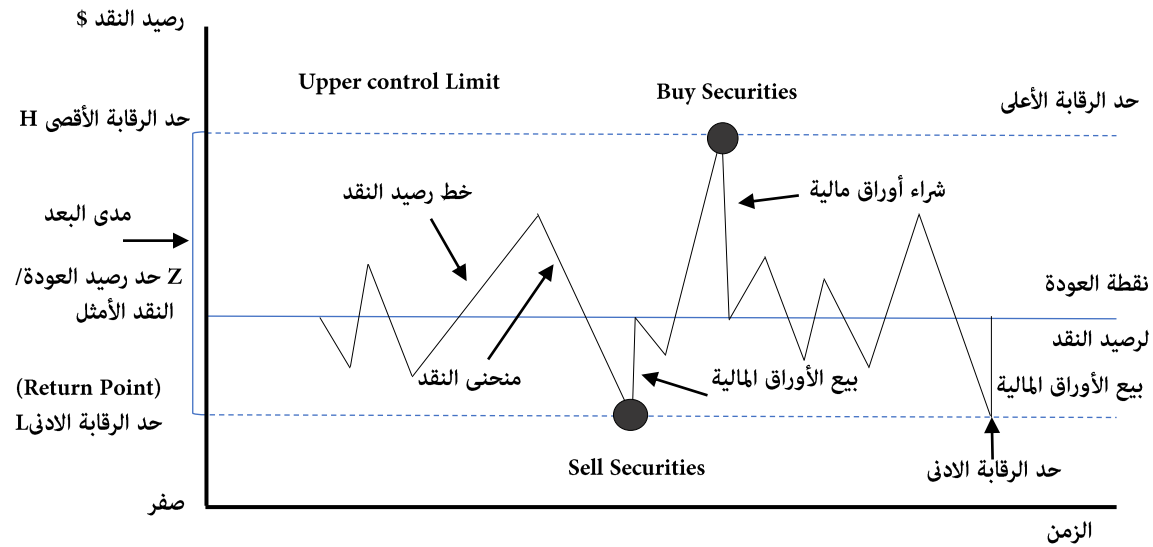 رصيد النقد $
Upper control Limit
Buy Securities
حد الرقابة الأعلى
حد الرقابة الأقصى H
شراء أوراق مالية
خط رصيد النقد
مدى البعد
Z حد رصيد العودة/
النقد الأمثل
نقطة العودة
لرصيد النقد
(Return Point)
منحنى النقد
بيع الأوراق المالية
بيع الأوراق المالية
حد الرقابة الادنىL
Sell Securities
حد الرقابة الادنى
صفر
الزمن